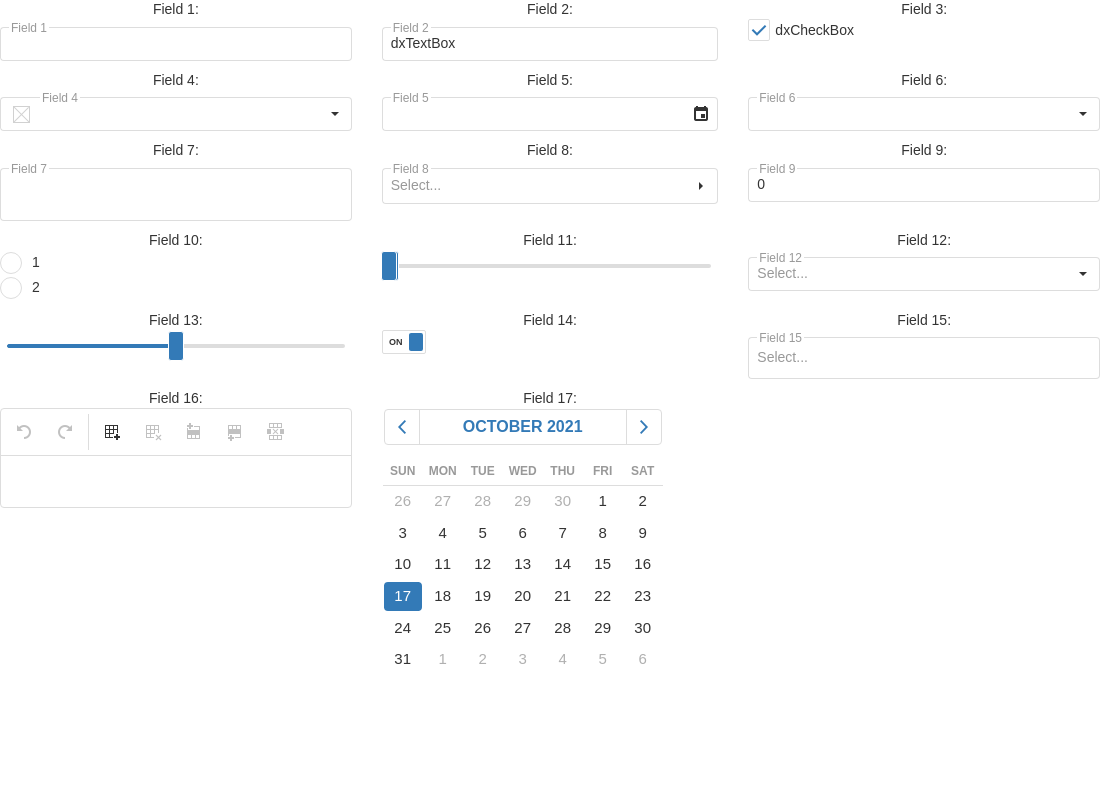 Field 1:
Field 2:
Field 3:
Field 1
Field 2
dxTextBox
dxCheckBox
Field 4:
Field 5:
Field 6:
Field 4
Field 5
Field 6
Field 7:
Field 8:
Field 9:
Field 7
Field 8
Select...
Field 9
0
Field 10:
Field 11:
Field 12:
1
2
Field 12
Select...
Field 13:
Field 14:
Field 15:
ON
Field 15
Select...
Field 16:
Field 17:
OCTOBER 2021
SUN MON TUE WED THU FRI SAT
26 27 28 29 30 1 2
3 4 5 6 7 8 9
10 11 12 13 14 15 16
17 18 19 20 21 22 23
24 25 26 27 28 29 30
31 1 2 3 4 5 6